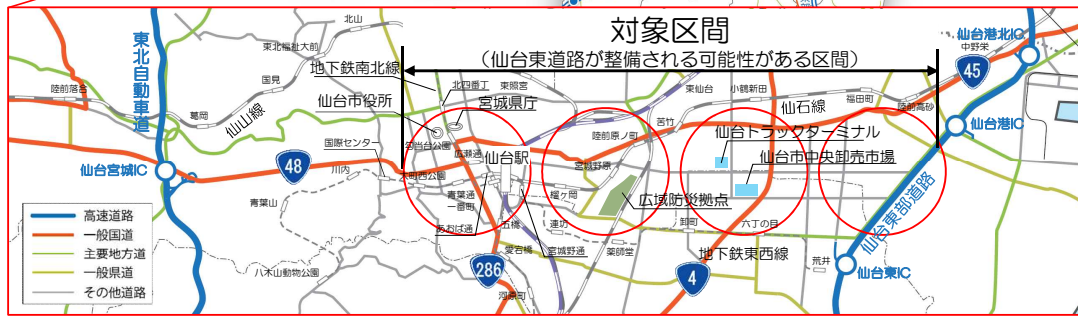 対象区間
(仙台東道路が整備される可能性がある区間)
東北自動車道
北山
東北福祉大前
地下鉄南北線
北四番丁
東照宮
東仙台
小鶴新田
仙石線
福田町
陸前高砂
中野栄
仙台港北IC
45
国見
陸前落合
葛岡
仙山線
仙台市役所
宮城県庁
勾当台公園
広瀬通
仙台駅
陸前原ノ町
苦竹
仙台トラックターミナル
仙台港IC
国際センター
大町西公園
宮城野原
仙台市中央卸売市場
仙台宮城IC
48
川内
青葉山
青葉通
一番町
榴ヶ岡
広域防災拠点
あおば通
五橋
連坊
卸町
六丁の目
仙台東部道路
愛宕橋
宮城野通
薬師堂
地下鉄東西線
荒井
仙台東IC
八木山動物公園
286
4
河原町
高速道路
一般国道
主要地方道
一般県道
その他道路